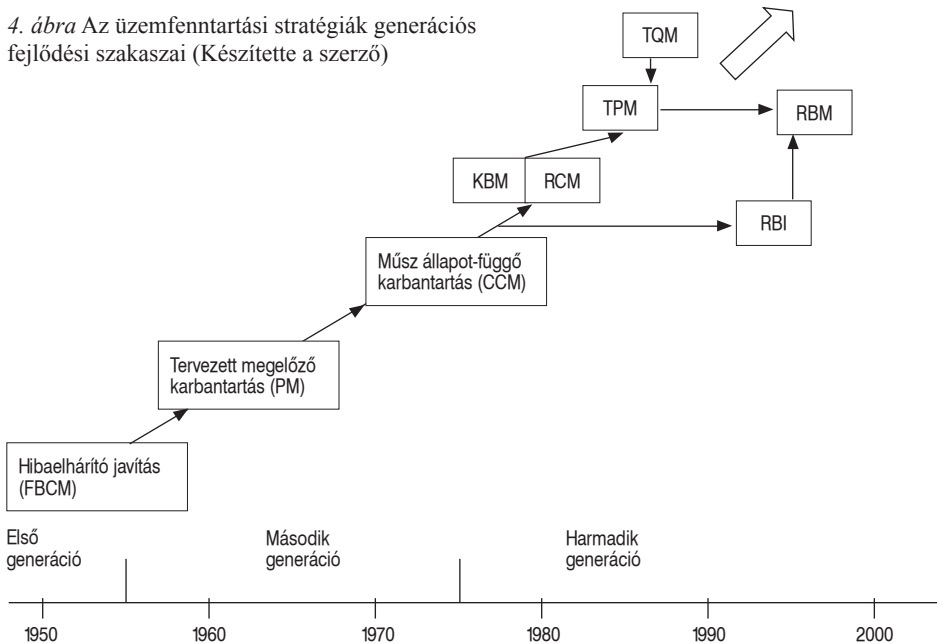 4. ábra Az üzemfenntartási stratégiák generációs
fejlődési szakaszai (Készítette a szerző)
TQM
TPM
RBM
KBM
RCM
RBI
Műsz állapot-függő
karbantartás (CCM)
Tervezett megelőző
karbantartás (PM)
Hibaelhárító javítás
(FBCM)
Első
generáció
Második
generáció
Harmadik
generáció
1950
1960
1970
1980
1990
2000